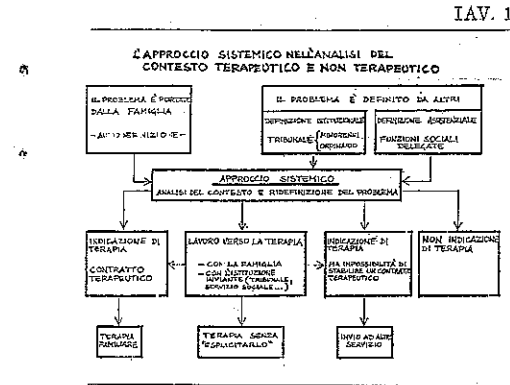 TAV. 1
L'APPROCCIO SISTEMICO NELL'ANALISI DEL
CONTESTO TERAPEUTICO E NON TERAPEUTICO
IL PROBLEMA È PORTATO
DALLA FAMIGLIA
- AUTODEFINIZIONE -
IL PROBLEMA È DEFINITO DA ALTRI
DEFINIZIONE ISTITUZIONALE
TRIBUNALE { MINORENNI
ORDINARIO
DEFINIZIONE ASSISTENZIALE
FUNZIONI SOCIALI
DELEGATE
APPROCCIO SISTEMICO
ANALISI DEL CONTESTO E RIDEFINIZIONE DEL PROBLEMA
INDICAZIONE DI
TERAPIA
CONTRATTO
TERAPEUTICO
LAVORO VERSO LA TERAPIA
- CON LA FAMIGLIA
- CON L'ISTITUZIONE
INVIANTE (TRIBUNALE,
SERVIZIO SOCIALE...)
INDICAZIONE DI
TERAPIA
MA IMPOSSIBILITÀ DI
STABILIRE UN CONTRATTO
TERAPEUTICO
NON INDICAZIONE
DI TERAPIA
TERAPIA
FAMILIARE
TERAPIA SENZA
"ESPLICITARLO"
INVIO AD ALTRO
SERVIZIO